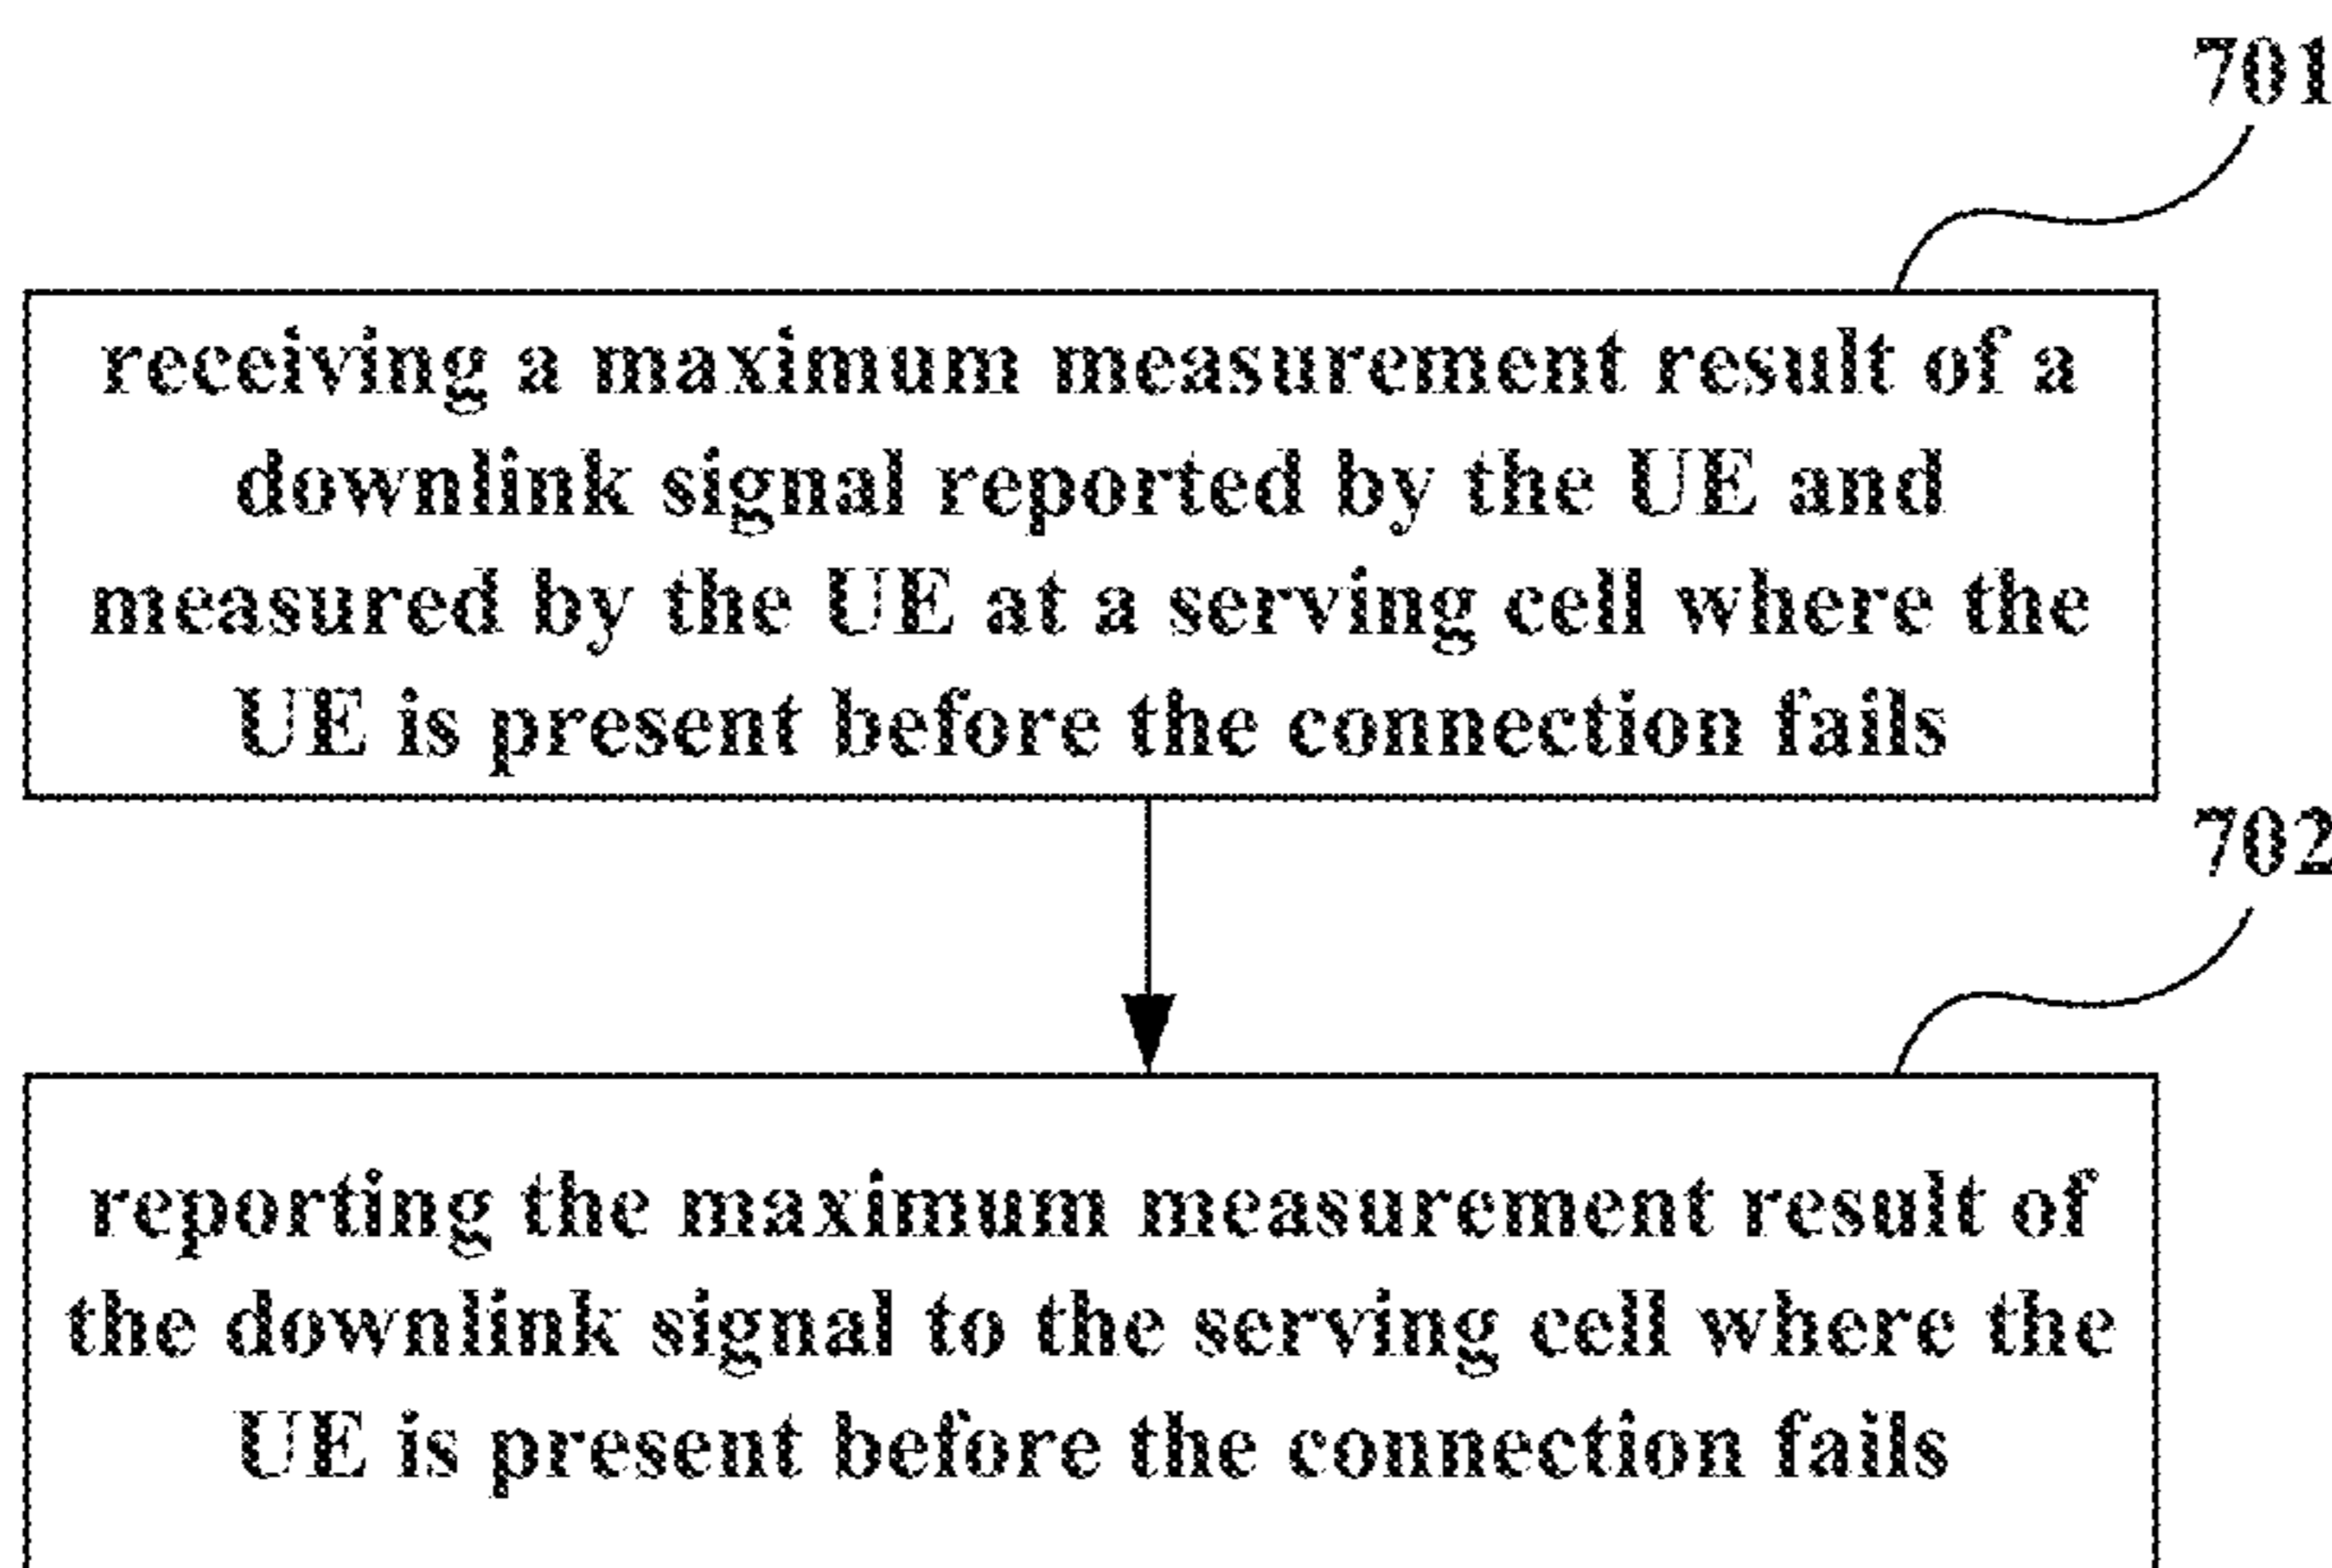 701
receiving a maximum measurement result of a
downlink signal reported by the UE and
measured by the UE at a serving cell where the
UE is present before the connection fails
702
reporting the maximum measurement result of
the downlink signal to the serving cell where the
UE is present before the connection fails